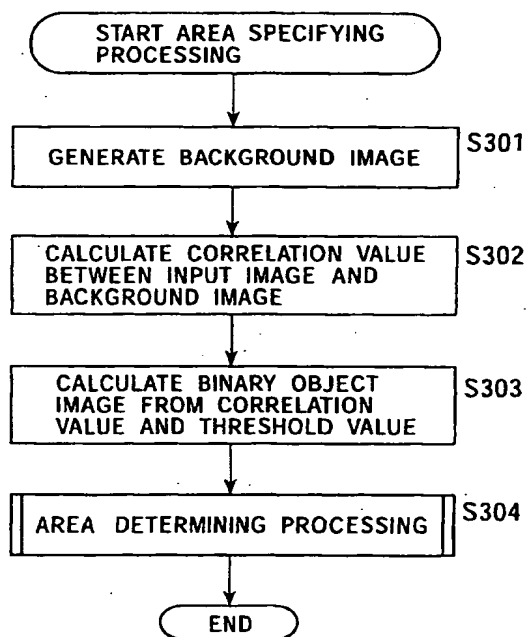 START AREA SPECIFYING
PROCESSING
GENERATE BACKGROUND IMAGE
S301
CALCULATE CORRELATION VALUE
BETWEEN INPUT IMAGE AND
BACKGROUND IMAGE
S302
CALCULATE BINARY OBJECT
IMAGE FROM CORRELATION
VALUE AND THRESHOLD VALUE
S303
AREA DETERMINING PROCESSING
S304
END